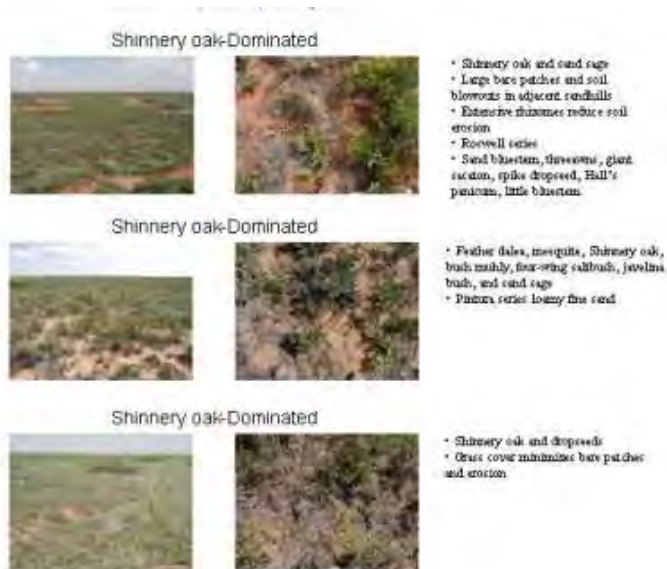 Shinnery oak-Dominated
• Shinnery oak and sand sage
• Large bare patches and soil
blowouts in adjacent sandhills
• Extensive rhizomes reduce soil
erosion
• Roswell series
• Sand bluestem, threeawns, giant
sacaton, spike dropseed, Hall's
panicum, little bluestem
Shinnery oak-Dominated
• Feather dalea, mesquite, Shinnery oak,
bush muhly, four-wing saltbush, javelina
bush, and sand sage
• Pintura series loamy fine sand
Shinnery oak-Dominated
• Shinnery oak and dropseeds
• Grass cover minimizes bare patches
and erosion